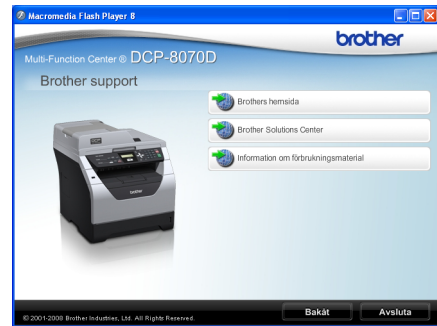 Macromedia Flash Player 8
brother
Multi-Function Center ® DCP-8070D
Brother support
Brothers hemsida
Brother Solutions Center
Information om förbrukningsmaterial
brother
© 2001-2008 Brother Industries, Ltd. All Rights Reserved.
Bakåt
Avsluta